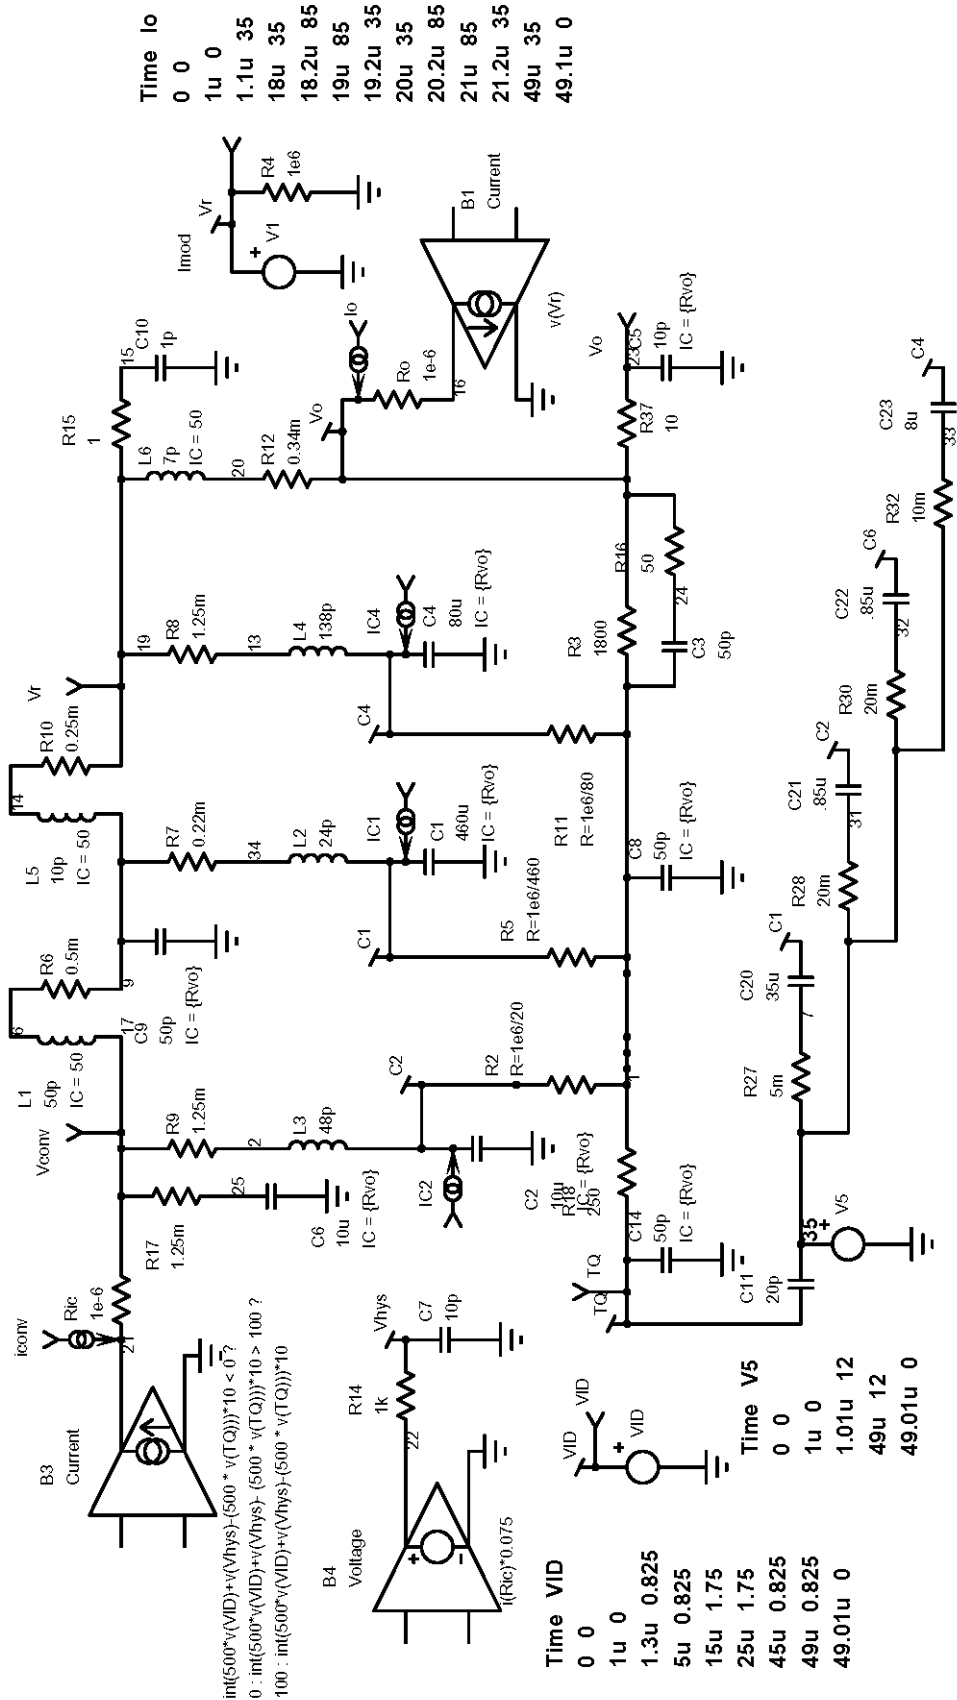 Time Io
0 0
1u 0
1.1u 35
18u 35
18.2u 85
19u 85
19.2u 35
20u 35
20.2u 85
21u 85
21.2u 35
49u 35
49.1u 0
Imod
Vr
V1
+
R4
1e6
B1
Current
v(Vr)
Io
Ro
1e-6
16
Vo
R15
1
15
C10
1p
L6
7p
IC = 50
20
R12
0.34m
Vr
19
R8
1.25m
13
L4
138p
IC4
C4
80u
IC = {Rvo}
C4
R10
0.25m
14
L5
10p
IC = 50
R7
0.22m
34
L2
24p
IC1
C1
460u
IC = {Rvo}
C1
R6
0.5m
9
6
17
L1
50p
IC = 50
C9
50p
IC = {Rvo}
Vconv
R9
1.25m
2
L3
48p
C2
IC2
C2
10u
IC = {Rvo}
R17
1.25m
25
C6
10u
IC = {Rvo}
iconv
Ric
1e-6
21
B3
Current
int(500*v(VID)+v(Vhys)-(500 * v(TQ)))*10 < 0 ?
0 : int(500*v(VID)+v(Vhys)- (500 * v(TQ)))*10 > 100 ?
100 : int(500*v(VID)+v(Vhys)-(500 * v(TQ)))*10
R2
R=1e6/20
R5
R=1e6/460
R11
R=1e6/80
R3
1800
R16
50
24
C3
50p
R37
10
Vo
23
C5
10p
IC = {Rvo}
C8
50p
IC = {Rvo}
1
R18
250
C14
50p
IC = {Rvo}
TQ
TQ
C11
20p
35
+
V5
R27
5m
7
C20
35u
C1
R28
20m
31
C21
.85u
C2
R30
20m
32
C22
.85u
C6
R32
10m
33
C23
8u
C4
B4
Voltage
+
-
i(Ric)*0.075
22
R14
1k
Vhys
C7
10p
VID
VID
+
VID
Time VID
0 0
1u 0
1.3u 0.825
5u 0.825
15u 1.75
25u 1.75
45u 0.825
49u 0.825
49.01u 0
Time V5
0 0
1u 0
1.01u 12
49u 12
49.01u 0